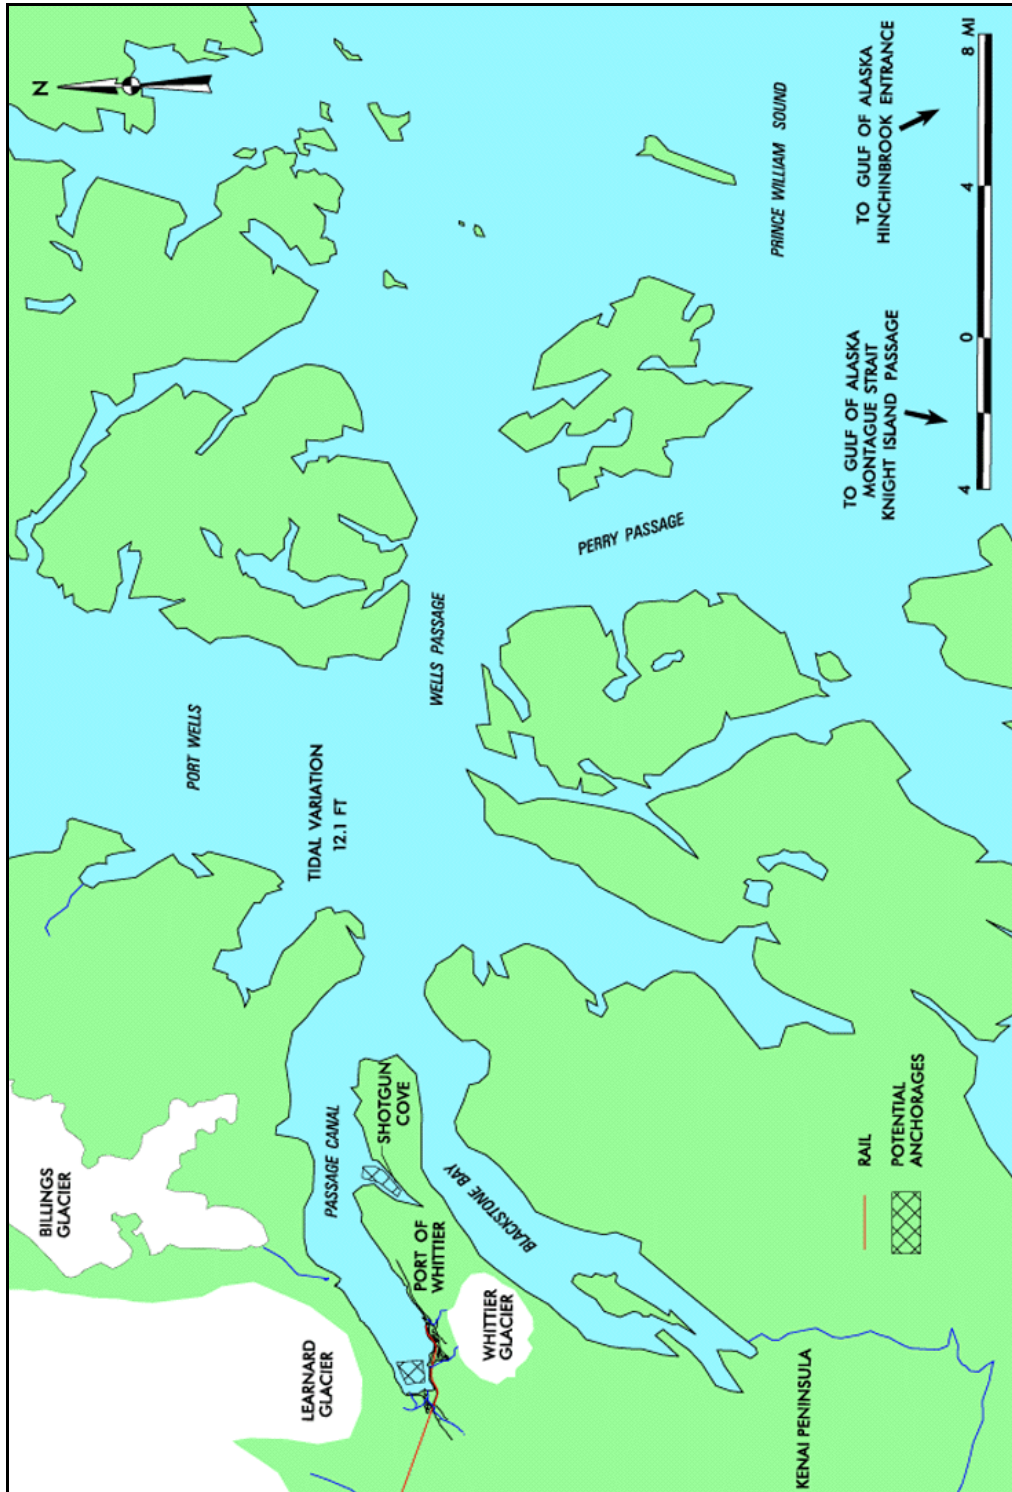 N
BILLINGS
GLACIER
LEARNARD
GLACIER
PASSAGE CANAL
SHOTGUN
COVE
PORT OF
WHITTIER
WHITTIER
GLACIER
BLACKSTONE BAY
KENAI PENINSULA
PORT WELLS
TIDAL VARIATION
12.1 FT
WELLS PASSAGE
PERRY PASSAGE
PRINCE WILLIAM SOUND
RAIL
POTENTIAL
ANCHORAGES
TO GULF OF ALASKA
MONTAGUE STRAIT
KNIGHT ISLAND PASSAGE
TO GULF OF ALASKA
HINCHINBROOK ENTRANCE
4
0
4
8 MI